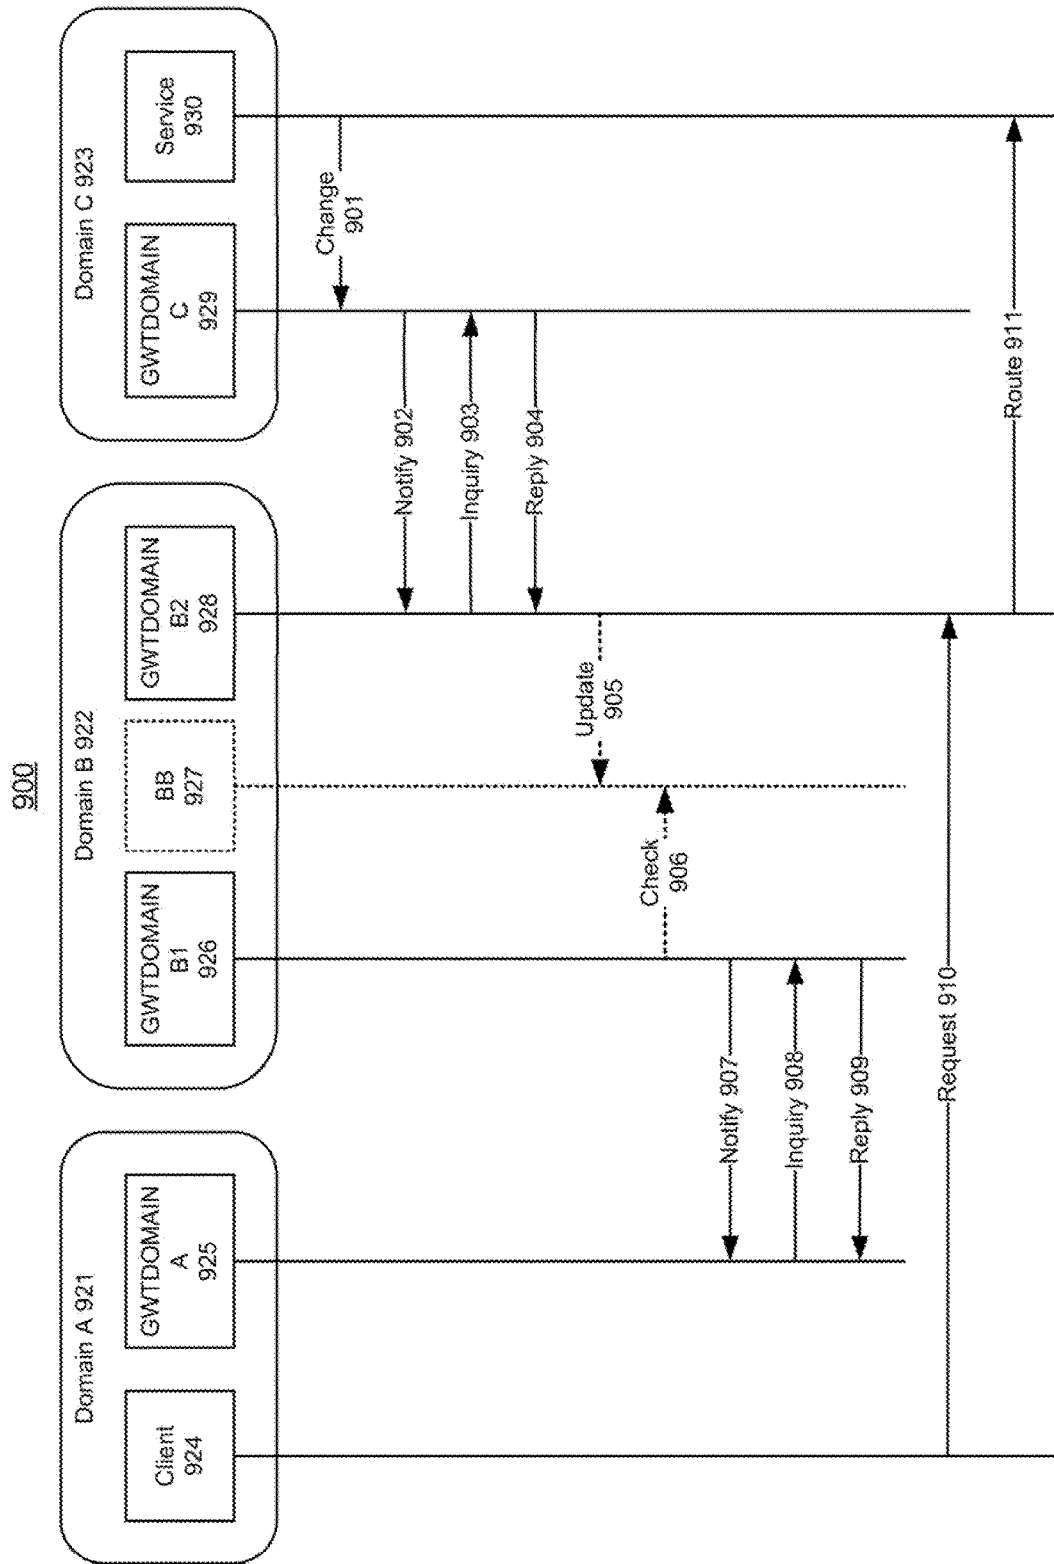 900
Domain A 921
Domain B 922
Domain C 923
Client
924
GWTDOMAIN
A
925
GWTDOMAIN
B1
926
BB
927
GWTDOMAIN
B2
928
GWTDOMAIN
C
929
Service
930
Change
901
Notify 902
Inquiry 903
Reply 904
Update
905
Check
906
Notify 907
Inquiry 908
Reply 909
Request 910
Route 911